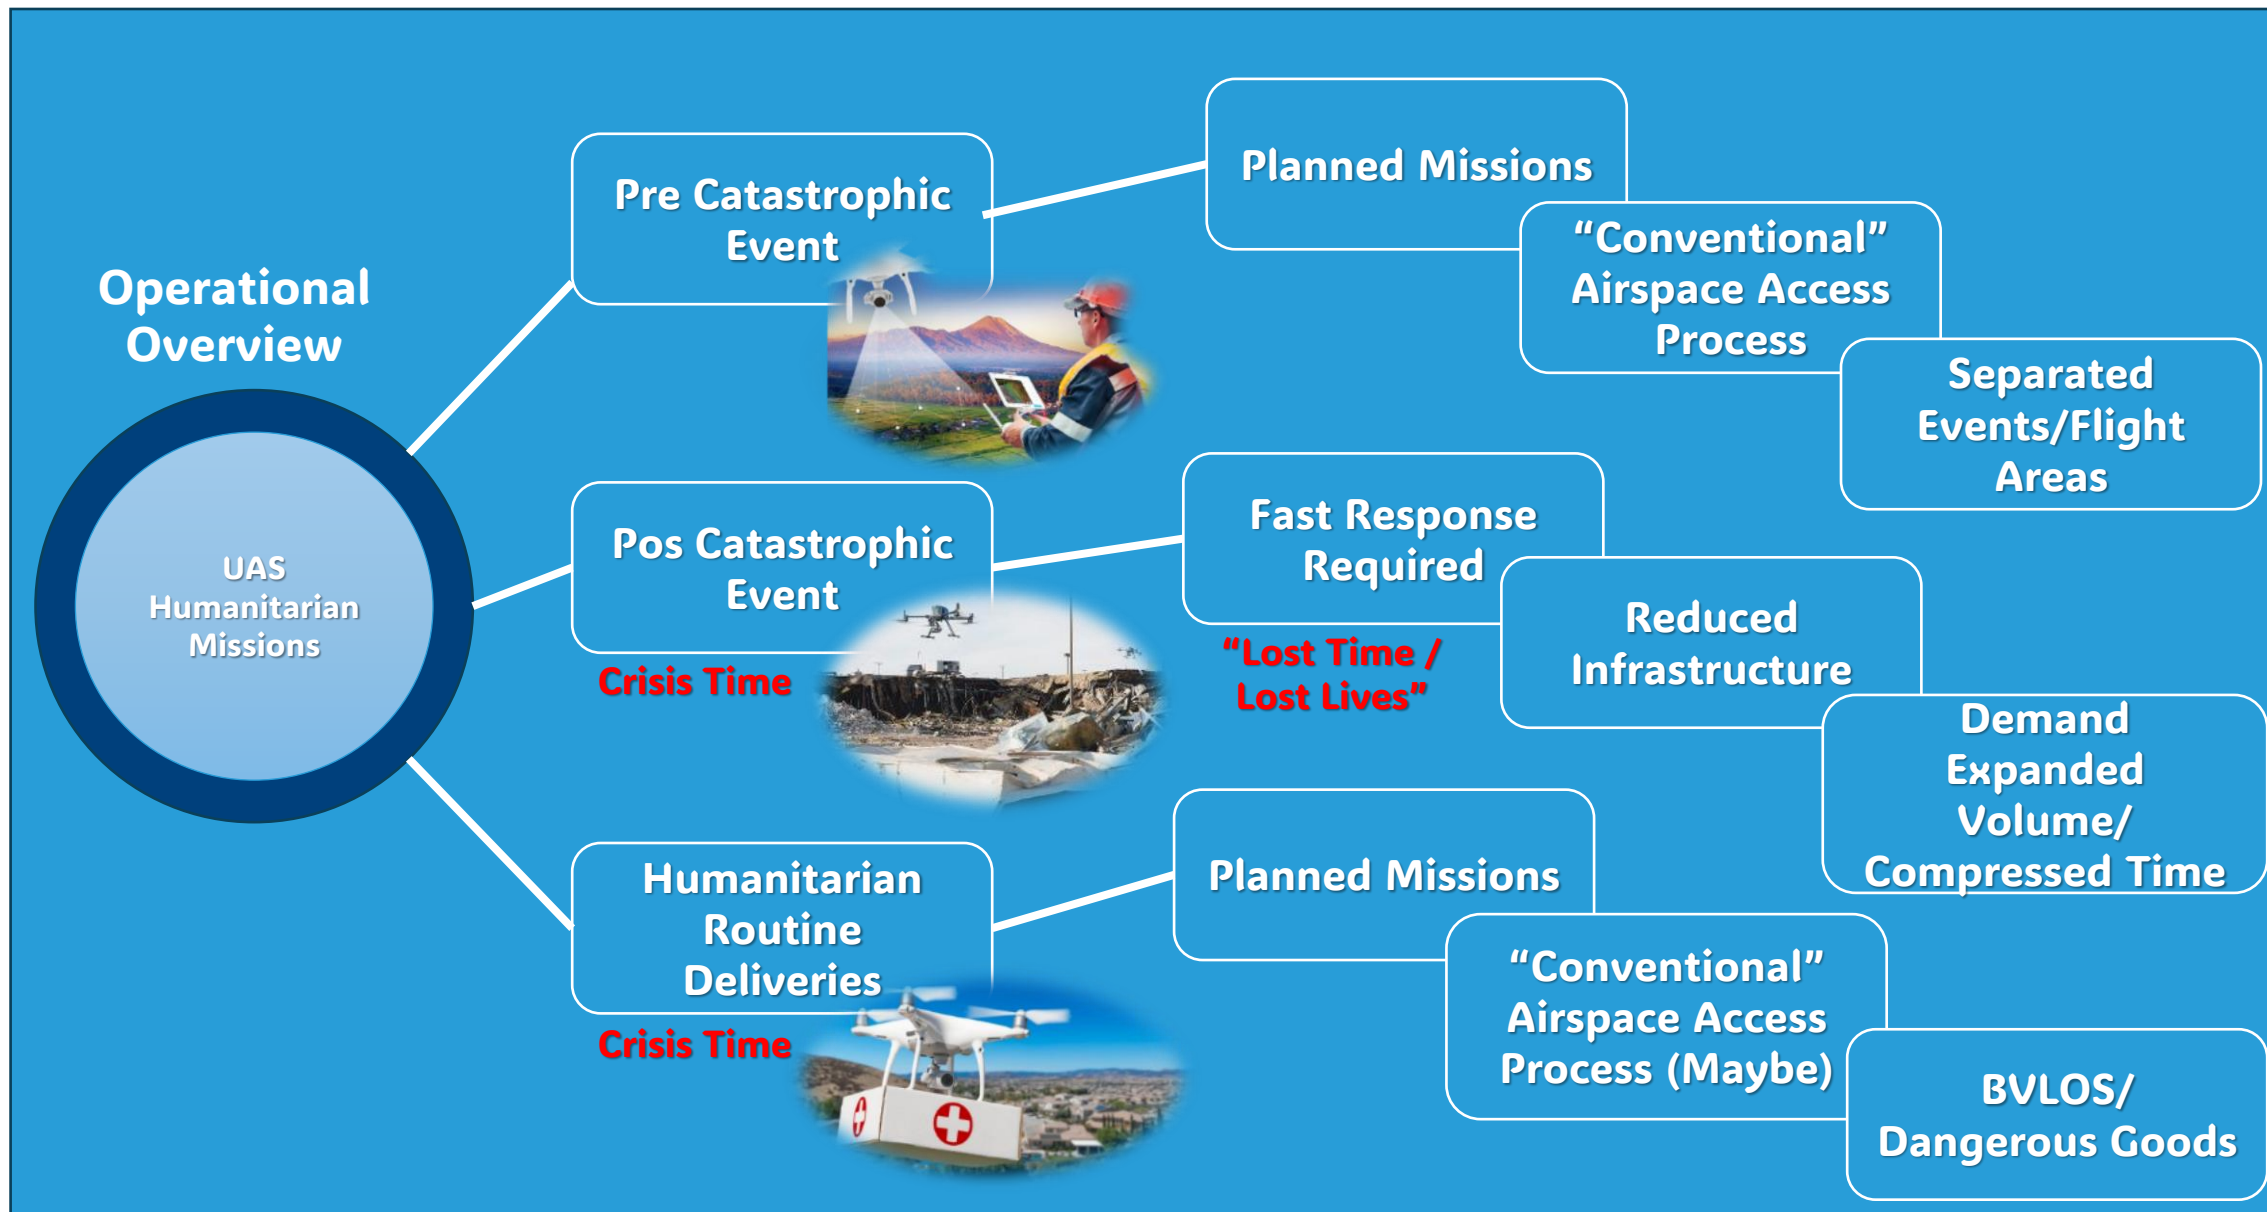 Operational
Overview
UAS
Humanitarian
Missions
Pre Catastrophic
Event
Planned Missions
“Conventional”
Airspace Access
Process
Separated
Events/Flight
Areas
Pos Catastrophic
Event
Crisis Time
Fast Response
Required
“Lost Time /
Lost Lives”
Reduced
Infrastructure
Demand
Expanded
Volume/
Compressed Time
Humanitarian
Routine
Deliveries
Crisis Time
Planned Missions
“Conventional”
Airspace Access
Process (Maybe)
BVLOS/
Dangerous Goods